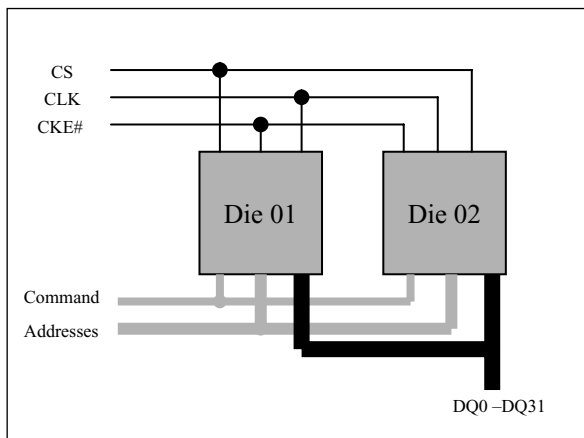 CS
CLK
CKE#
Die 01
Die 02
Command
Addresses
DQ0 –DQ31